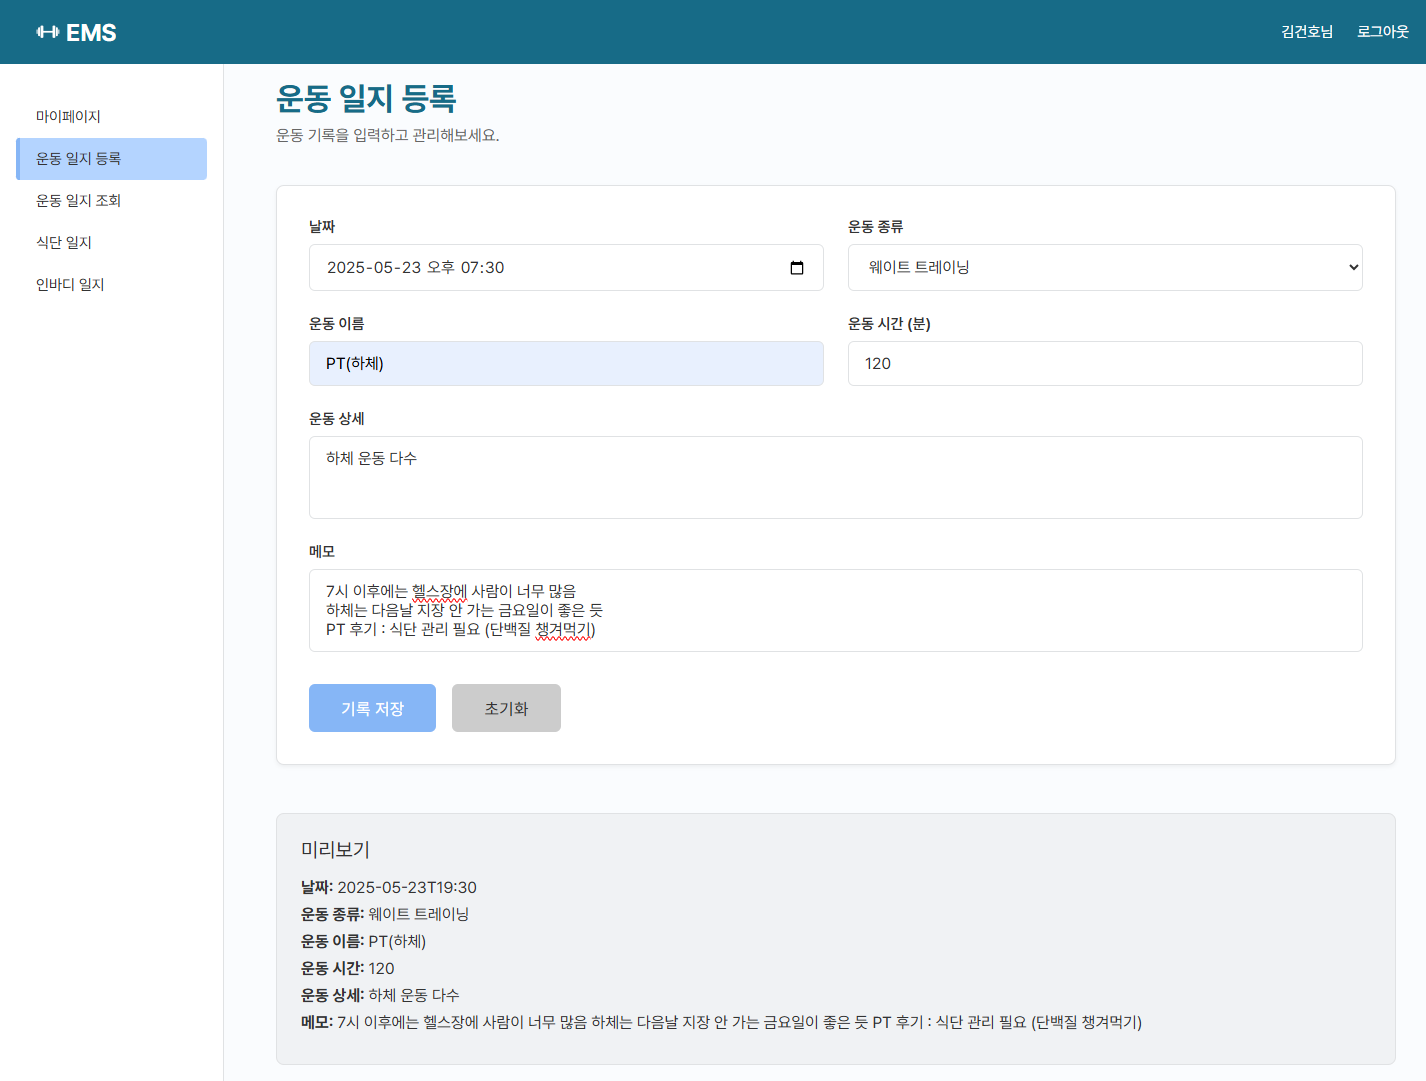 EMS
김건호님
로그아웃
마이페이지
운동 일지 등록
운동 일지 조회
식단 일지
인바디 일지
운동 일지 등록
운동 기록을 입력하고 관리해보세요.
날짜
2025-05-23 오후 07:30
운동 종류
웨이트 트레이닝
운동 이름
PT(하체)
운동 시간 (분)
120
운동 상세
하체 운동 다수
메모
7시 이후에는 헬스장에 사람이 너무 많음
하체는 다음날 지장 안 가는 금요일이 좋은 듯
PT 후기 : 식단 관리 필요 (단백질 챙겨먹기)
기록 저장
초기화
미리보기
날짜: 2025-05-23T19:30
운동 종류: 웨이트 트레이닝
운동 이름: PT(하체)
운동 시간: 120
운동 상세: 하체 운동 다수
메모: 7시 이후에는 헬스장에 사람이 너무 많음 하체는 다음날 지장 안 가는 금요일이 좋은 듯 PT 후기 : 식단 관리 필요 (단백질 챙겨먹기)